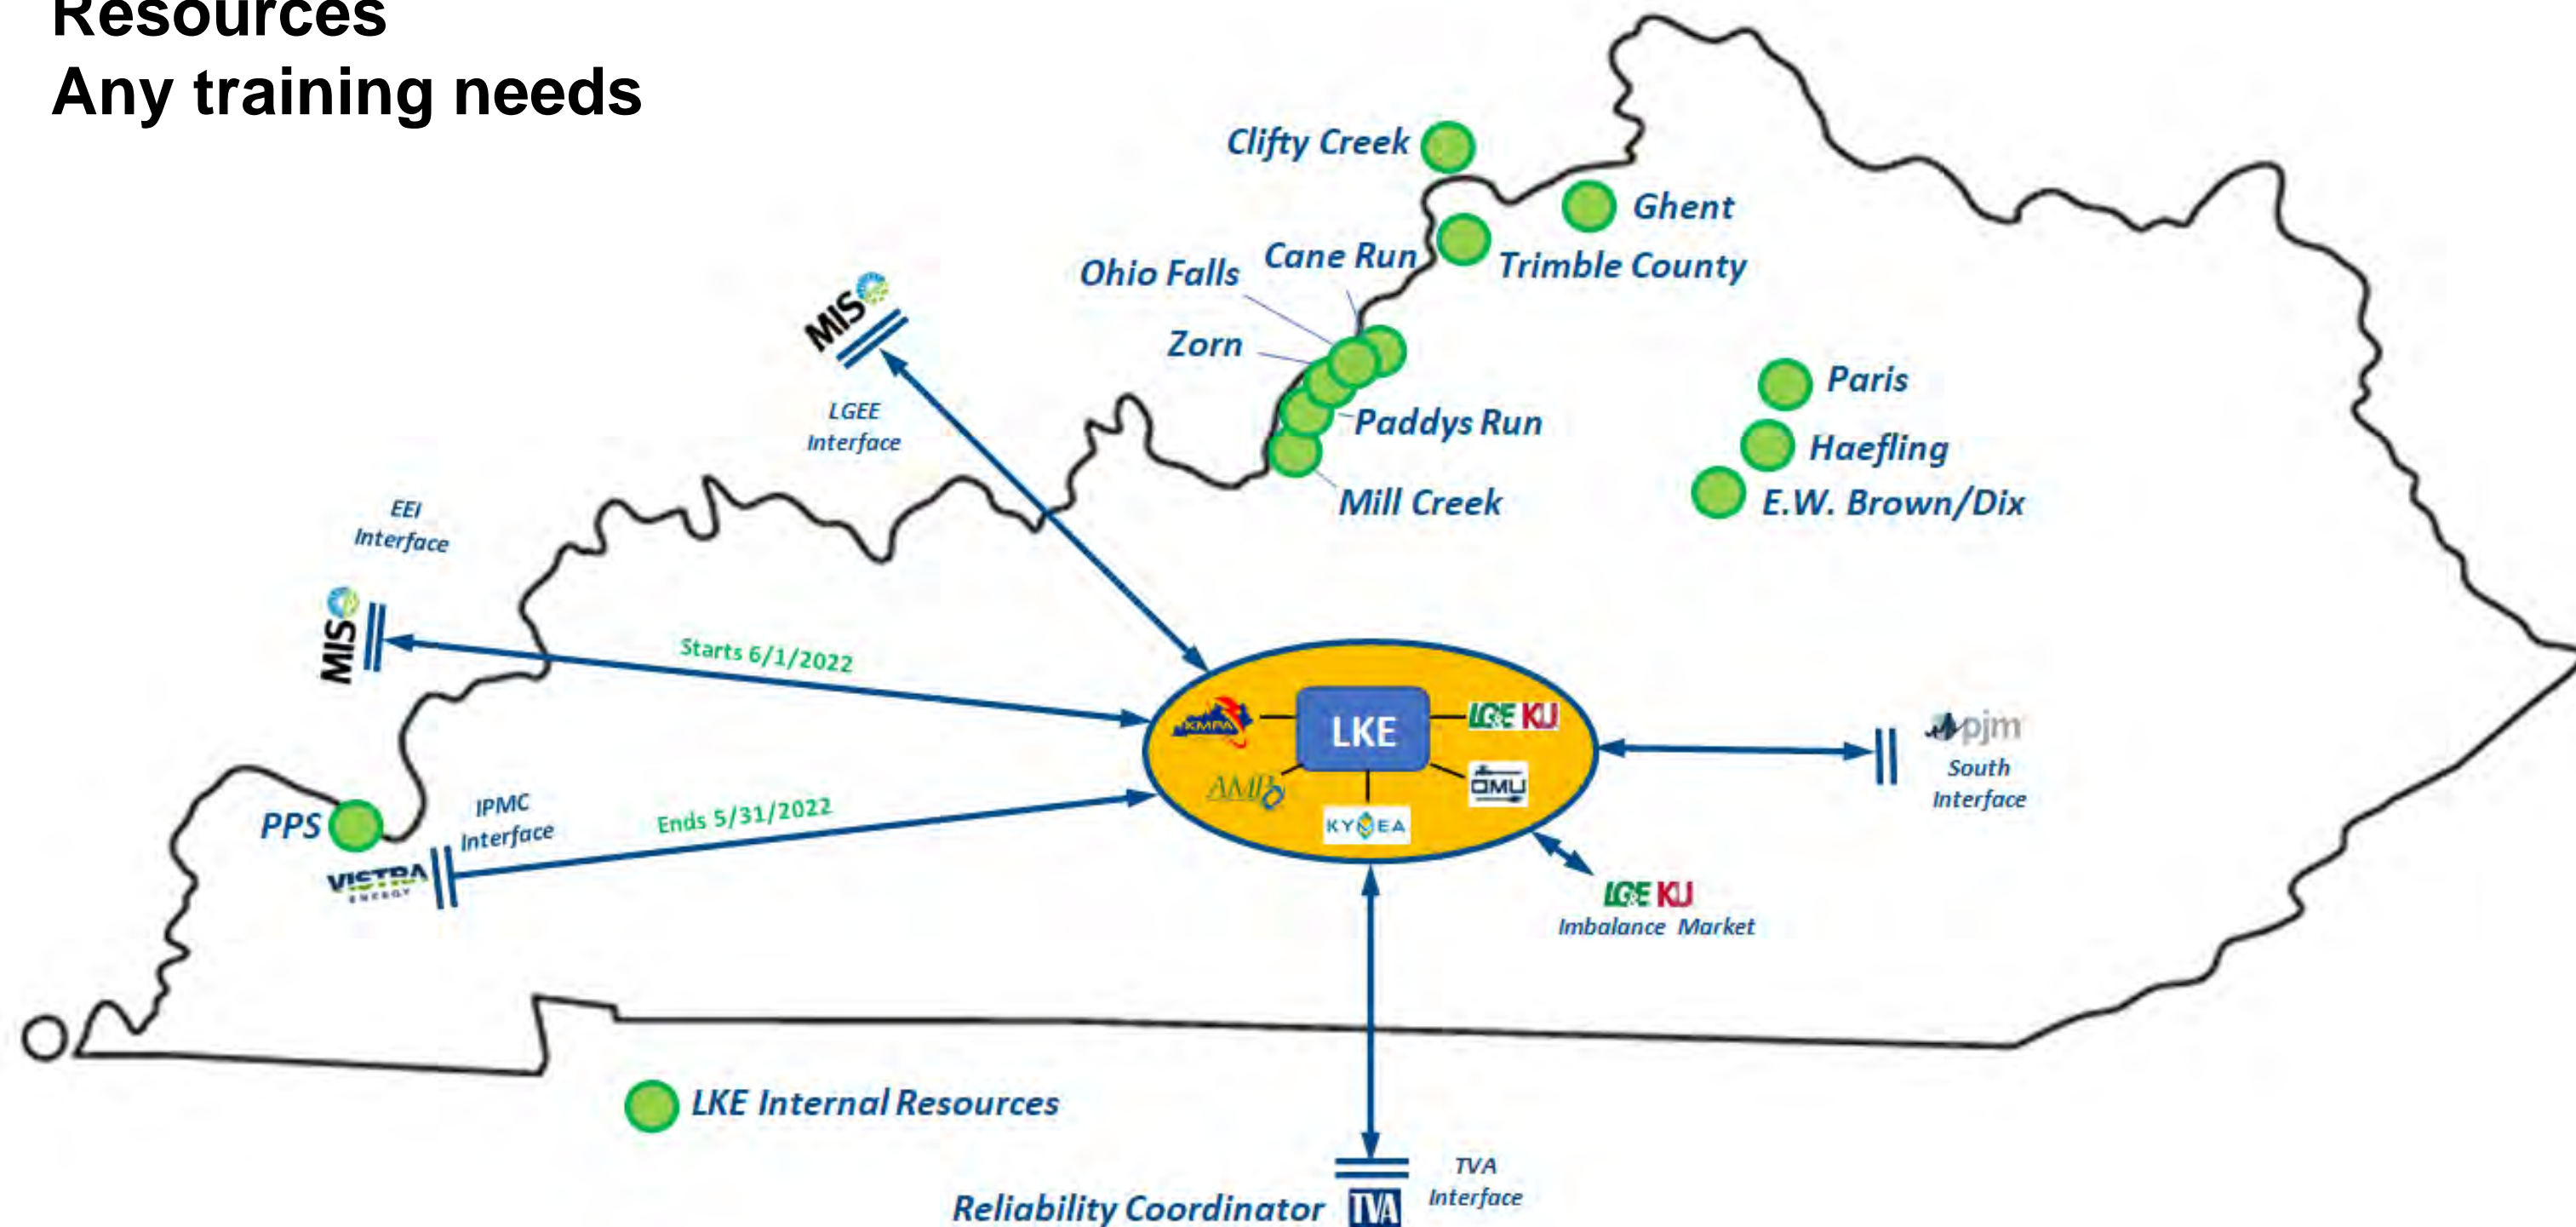 Resources
Any training needs
Clifty Creek
Ghent
Cane Run
Trimble County
Ohio Falls
Zorn
Paris
Paddys Run
Haefling
Mill Creek
E.W. Brown/Dix
MISO
LGEE
Interface
EEI
Interface
MISO
Starts 6/1/2022
KMPA
LKE
LG&E KU
AMP
OMU
KYMEA
pjm
South
Interface
PPS
IPMC
Interface
Ends 5/31/2022
VISTRA
ENERGY
LG&E KU
Imbalance Market
LKE Internal Resources
TVA
Interface
Reliability Coordinator
TVA